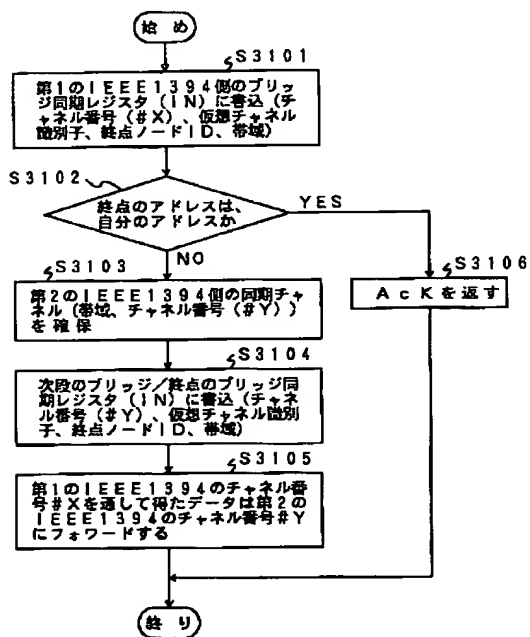 始め
S3101
第1のIEEE1394側のブリッ
ジ同期レジスタ(IN)に書込(チ
ャネル番号(#X)、仮想チャネル
識別子、終点ノードID、帯域)
S3102
終点のアドレスは、
自分のアドレスか
YES
NO
S3103
第2のIEEE1394側の同期チャ
ネル(帯域、チャネル番号(#Y))
を確保
S3106
AcKを返す
S3104
次段のブリッジ/終点のブリッジ同
期レジスタ(IN)に書込(チャネ
ル番号(#Y)、仮想チャネル識別
子、終点ノードID、帯域)
S3105
第1のIEEE1394のチャネル番
号#Xを通して得たデータは第2の
IEEE1394のチャネル番号#Y
にフォワードする
終り